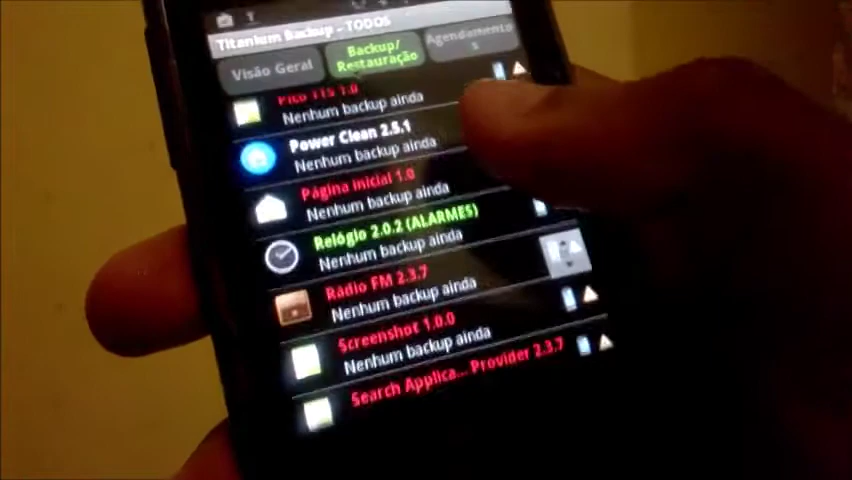 Titanium Backup - TODOS
Visão Geral
Backup/
Restauração
Agendamento
s
Pico TTS 1.0
Nenhum backup ainda
Power Clean 2.5.1
Nenhum backup ainda
Página inicial 1.0
Nenhum backup ainda
Relógio 2.0.2 (ALARMES)
Nenhum backup ainda
Rádio FM 2.3.7
Nenhum backup ainda
Screenshot 1.0.0
Nenhum backup ainda
Search Applica... Provider 2.3.7